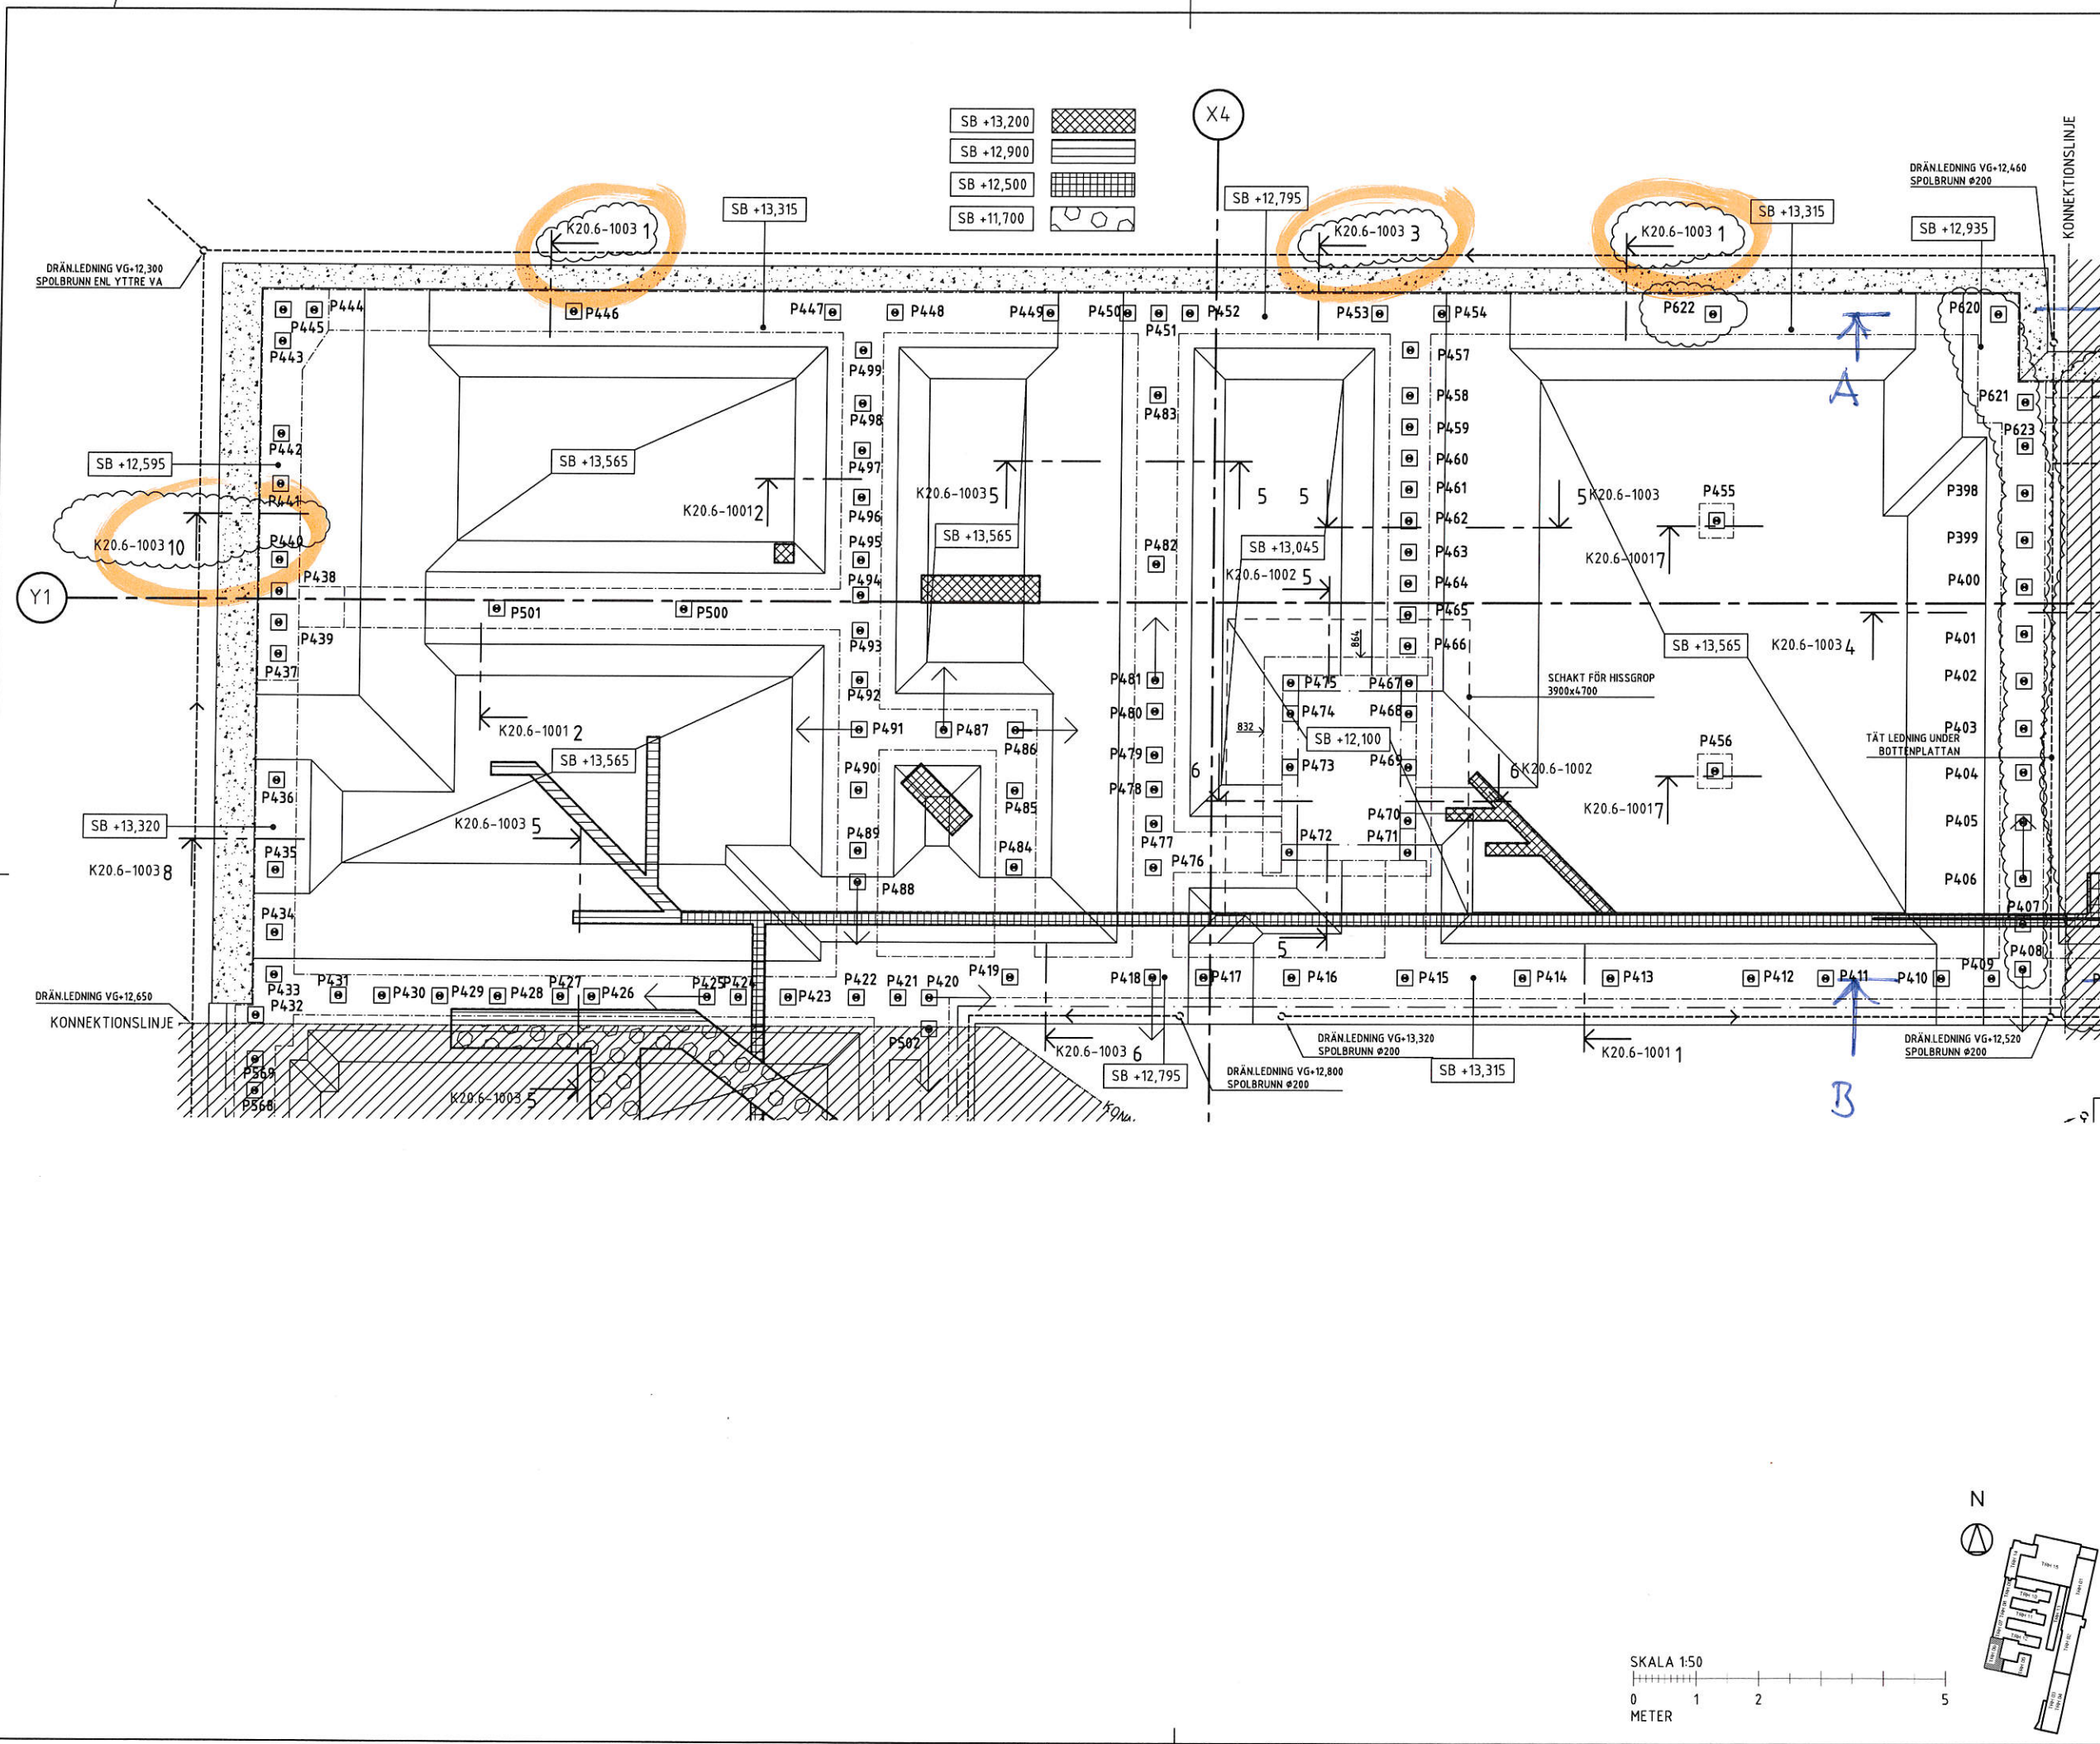 X4
SB +13,200
SB +12,900
SB +12,500
SB +11,700
KONNEKTIONSLINJE
DRÄN.LEDNING VG+12,460
SPOLBRUNN Ø200
SB +13,315
SB +12,795
SB +13,315
SB +12,935
K20.6-1003 1
K20.6-1003 3
K20.6-1003 1
DRÄN.LEDNING VG+12,300
SPOLBRUNN ENL YTTRE VA
P444
P445
P443
P446
P447
P448
P449
P450
P451
P452
P453
P454
P622
P620
A
P499
P457
P498
P483
P458
P621
P442
P459
P623
SB +12,595
SB +13,565
P497
P460
P441
K20.6-1003 5
5
5
5 K20.6-1003
P461
P455
P398
K20.6-1001 2
P496
P462
K20.6-1003 10
P440
SB +13,565
P495
P482
SB +13,045
P463
K20.6-1001 7
P399
P438
P494
K20.6-1002 5
P464
P400
Y1
P501
P500
P465
P439
P493
864
P466
SB +13,565
K20.6-1003 4
P401
P437
P492
P481
P475
P467
SCHAKT FÖR HISSGROP
3900x4700
P402
P480
P474
P468
K20.6-1001 2
P491
P487
P486
832
SB +12,100
P403
TÄT LEDNING UNDER
BOTTENPLATTAN
SB +13,565
P479
P456
P436
P490
6
P473
P469
6 K20.6-1002
P404
P485
P478
K20.6-1001 7
SB +13,320
K20.6-1003 5
P489
P477
P470
P405
P472
P471
K20.6-1003 8
P435
P484
P476
P406
P488
P434
P407
5
P408
P433
P431
P430
P429
P428
P427
P426
P425
P424
P423
P422
P421
P420
P419
P418
P417
P416
P415
P414
P413
P412
P411
P410
P409
DRÄN.LEDNING VG+12,650
P432
KONNEKTIONSLINJE
P502
K20.6-1003 6
DRÄN.LEDNING VG+13,320
SPOLBRUNN Ø200
K20.6-1001 1
DRÄN.LEDNING VG+12,520
SPOLBRUNN Ø200
P569
SB +12,795
DRÄN.LEDNING VG+12,800
SPOLBRUNN Ø200
SB +13,315
P568
K20.6-1003 5
B
N
SKALA 1:50
0 1 2 5
METER